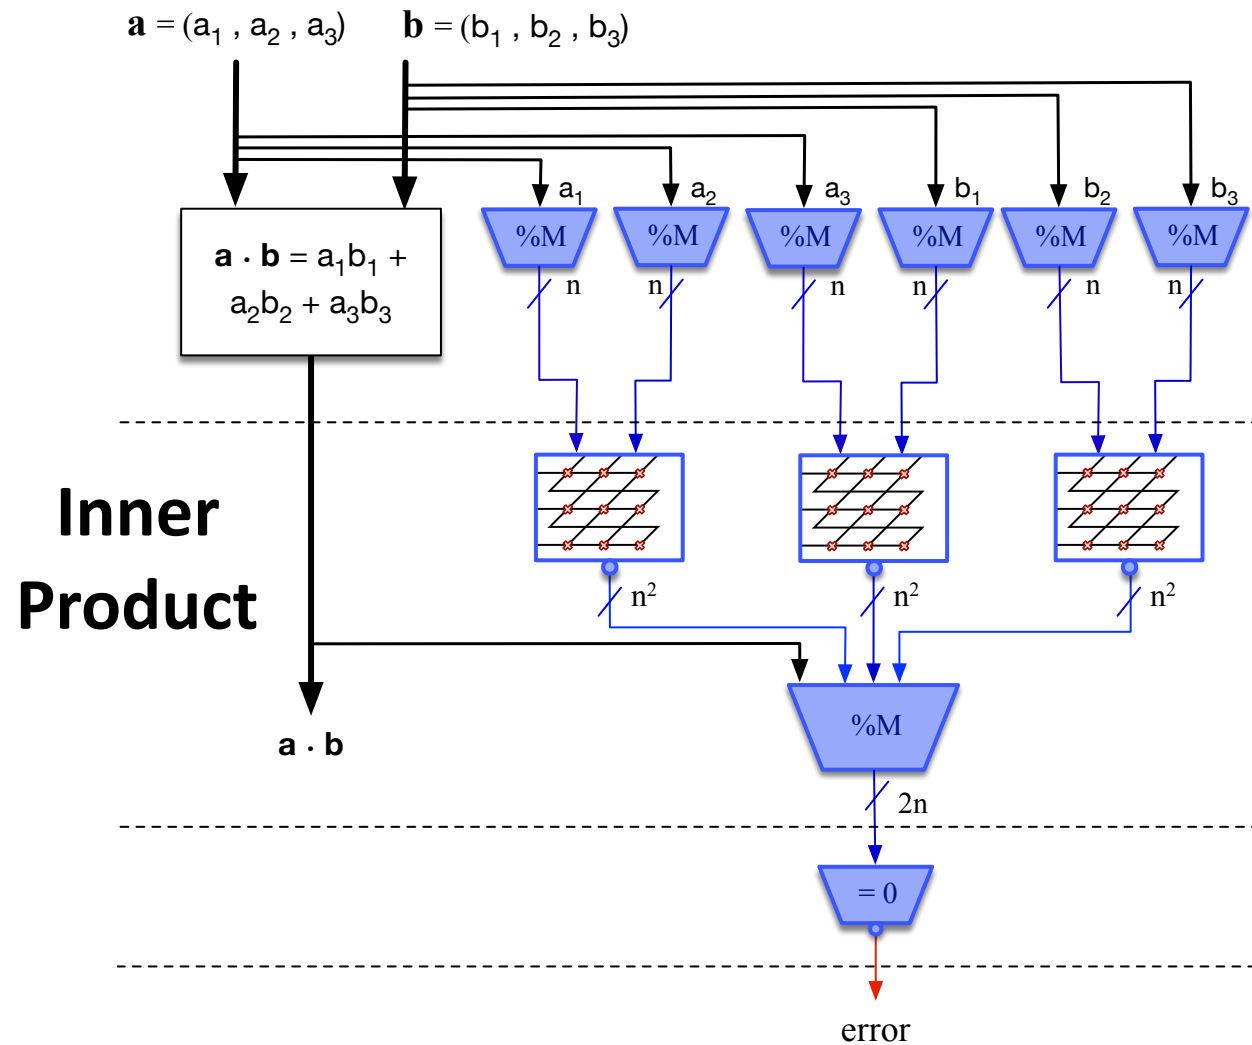 a = (a₁ , a₂ , a₃) b = (b₁ , b₂ , b₃)
a₁ a₂ a₃ b₁ b₂ b₃
%M %M %M %M %M %M
a · b = a₁b₁ +
a₂b₂ + a₃b₃
n n n n n n
Inner
Product
n² n² n²
%M
a · b
2n
= 0
error